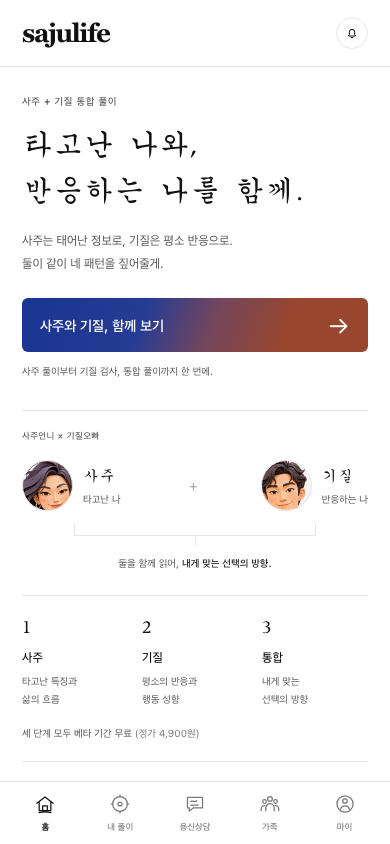 sajulife
사주 + 기질 통합 풀이
타고난 나와,
반응하는 나를 함께.
사주는 태어난 정보로, 기질은 평소 반응으로.
둘이 같이 네 패턴을 짚어줄게.
사주와 기질, 함께 보기
사주 풀이부터 기질 검사, 통합 풀이까지 한 번에.
사주언니 × 기질오빠
사주
타고난 나
+
기질
반응하는 나
둘을 함께 읽어, 내게 맞는 선택의 방향.
1
사주
타고난 특징과
삶의 흐름
2
기질
평소의 반응과
행동 성향
3
통합
내게 맞는
선택의 방향
세 단계 모두 베타 기간 무료 (정가 4,900원)
홈
내 풀이
용신상담
가족
마이